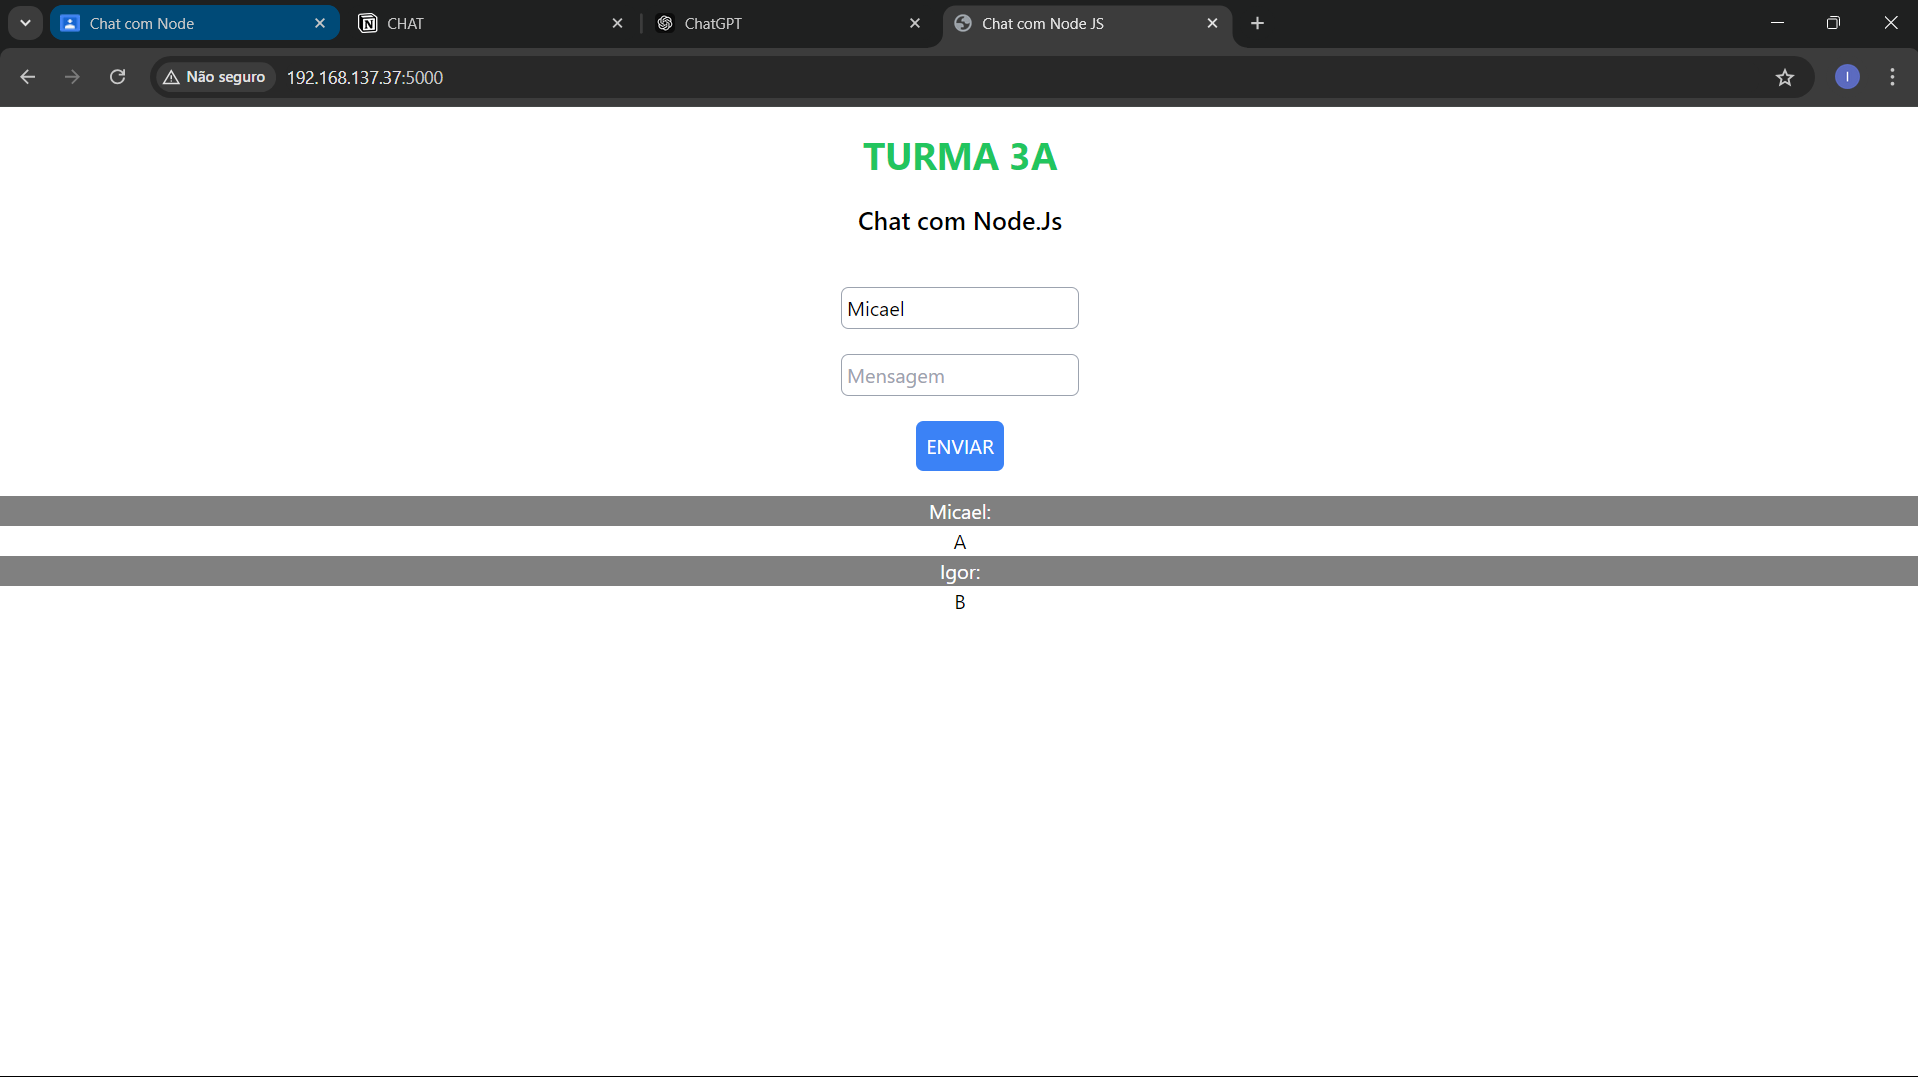 Chat com Node
CHAT
ChatGPT
Chat com Node JS
Não seguro
192.168.137.37:5000
I
TURMA 3A
Chat com Node.Js
Micael
Mensagem
ENVIAR
Micael:
A
Igor:
B